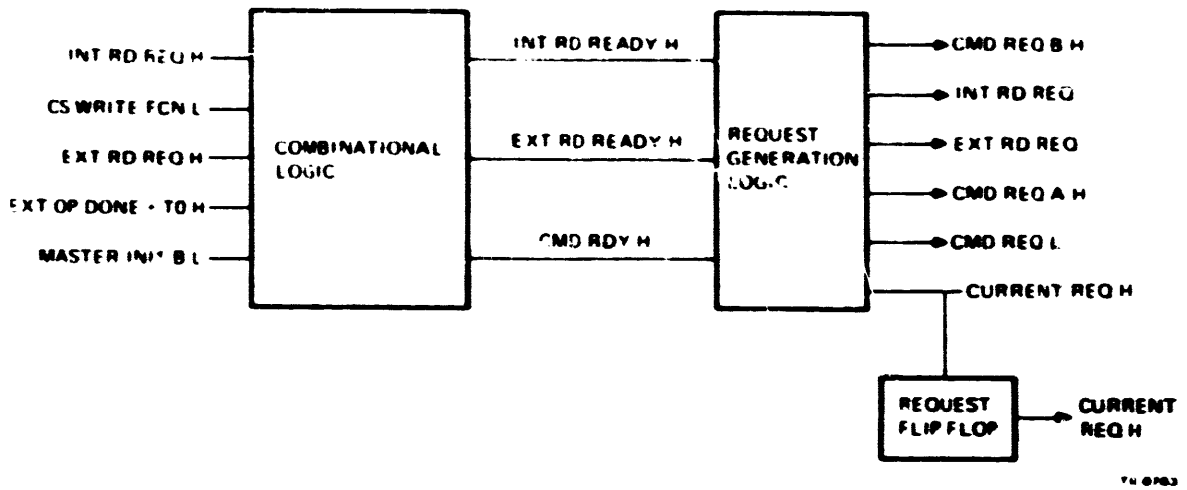 INT RD REQ H
CS WRITE FCN L
EXT RD REQ H
EXT OP DONE · T0 H
MASTER INIT B L
COMBINATIONAL
LOGIC
INT RD READY H
EXT RD READY H
CMD RDY H
REQUEST
GENERATION
LOGIC
CMD REQ B H
INT RD REQ
EXT RD REQ
CMD REQ A H
CMD REQ L
CURRENT REQ H
REQUEST
FLIP FLOP
CURRENT
REQ H